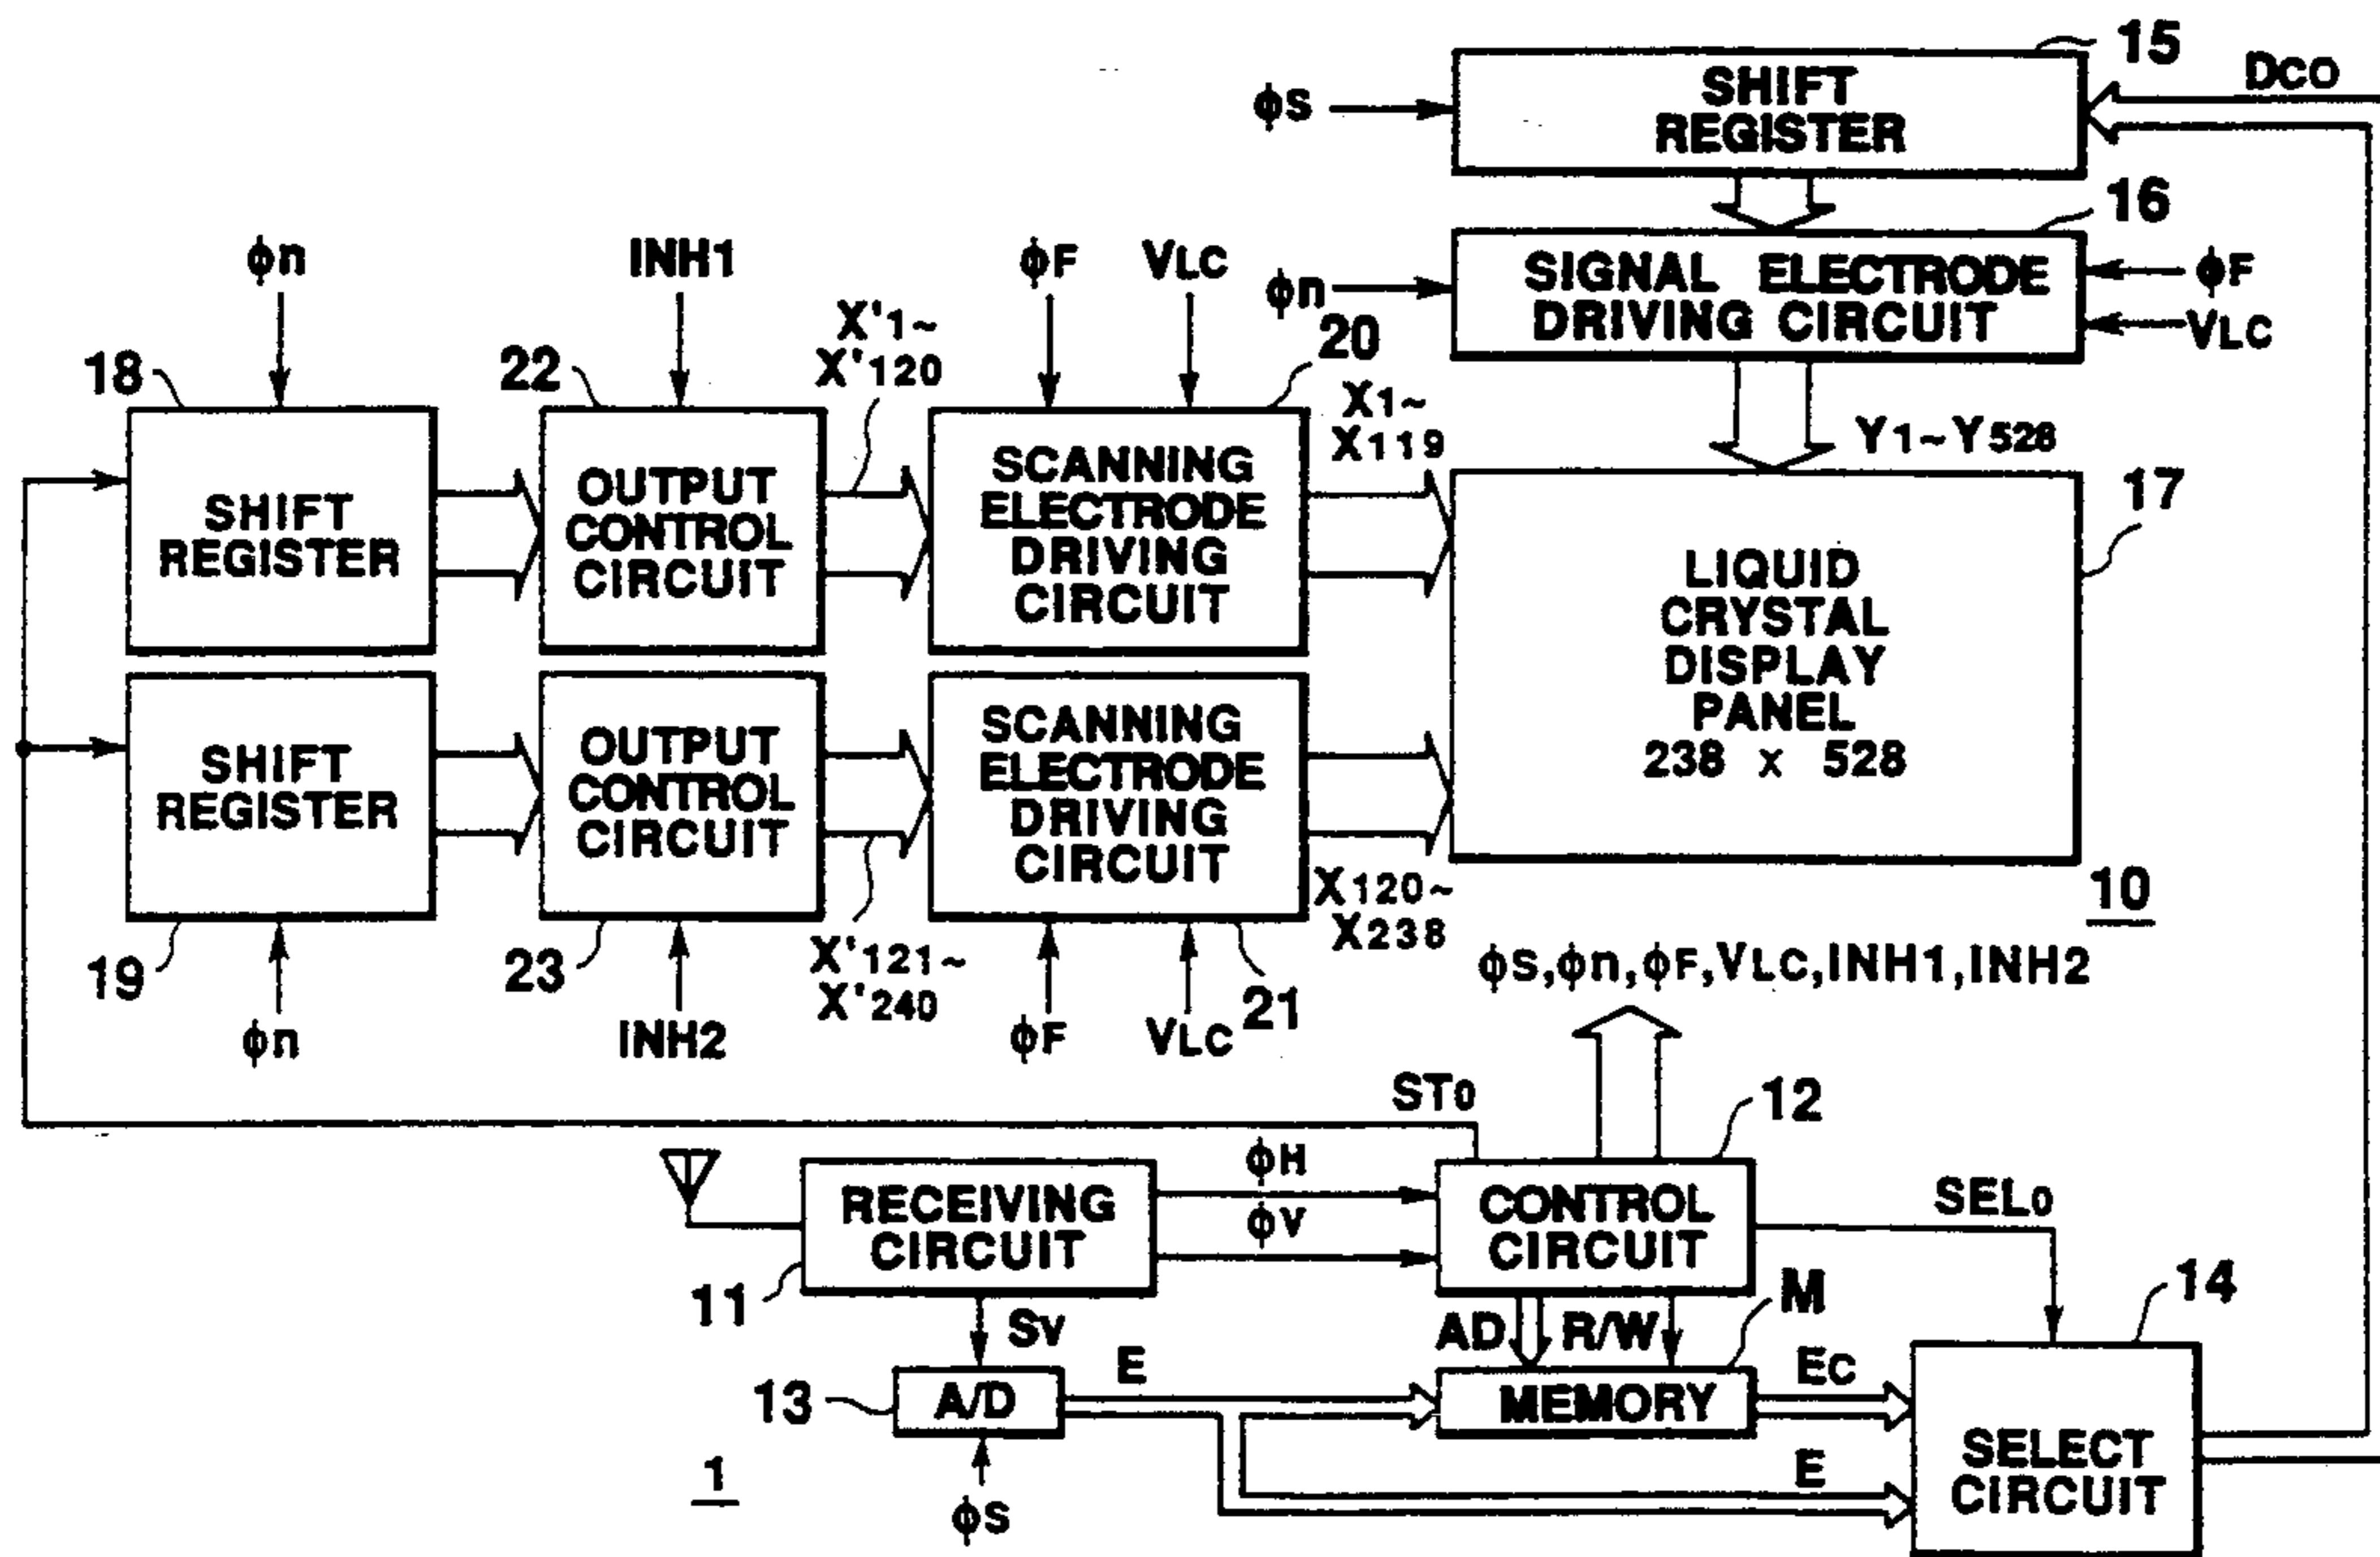 15
DCO
SHIFT
REGISTER
ϕS
16
SIGNAL ELECTRODE
DRIVING CIRCUIT
ϕn
ϕF
VLC
ϕn
INH1
ϕF
VLC
X'1~
X'120
20
18
22
X1~
X119
Y1~Y528
17
SHIFT
REGISTER
OUTPUT
CONTROL
CIRCUIT
SCANNING
ELECTRODE
DRIVING
CIRCUIT
LIQUID
CRYSTAL
DISPLAY
PANEL
238 x 528
SHIFT
REGISTER
OUTPUT
CONTROL
CIRCUIT
SCANNING
ELECTRODE
DRIVING
CIRCUIT
X120~
X238
10
19
23
X'121~
X'240
21
ϕn
INH2
ϕF
VLC
ϕS,ϕn,ϕF,VLC,INH1,INH2
ST0
12
RECEIVING
CIRCUIT
ϕH
ϕV
CONTROL
CIRCUIT
SEL0
11
SV
AD
R/W
M
14
13
A/D
E
MEMORY
EC
E
SELECT
CIRCUIT
1
ϕS